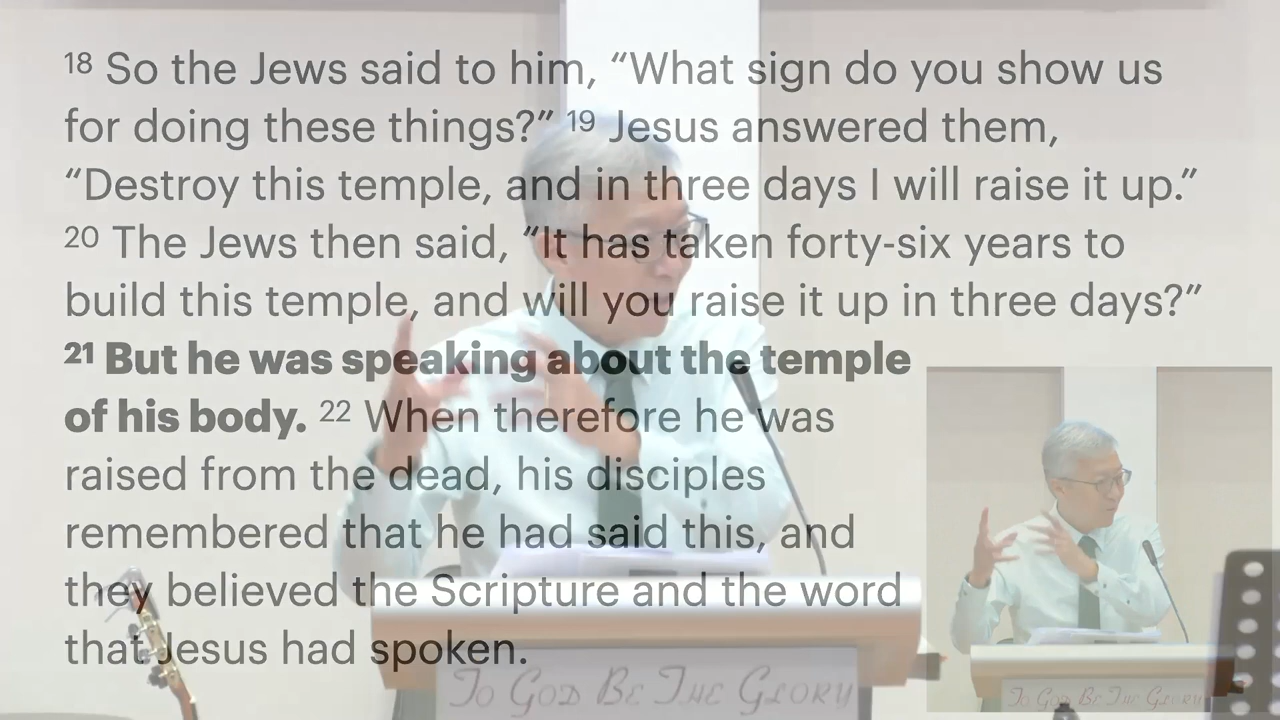 18 So the Jews said to him, “What sign do you show us
for doing these things?” 19 Jesus answered them,
“Destroy this temple, and in three days I will raise it up.”
20 The Jews then said, “It has taken forty-six years to
build this temple, and will you raise it up in three days?”
21 But he was speaking about the temple
of his body. 22 When therefore he was
raised from the dead, his disciples
remembered that he had said this, and
they believed the Scripture and the word
that Jesus had spoken.
TO GOD BE THE GLORY
TO GOD BE THE GLORY